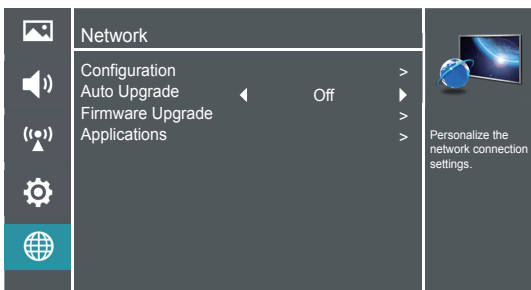 Network
Configuration >
Auto Upgrade Off
Firmware Upgrade >
Applications >
Personalize the
network connection
settings.